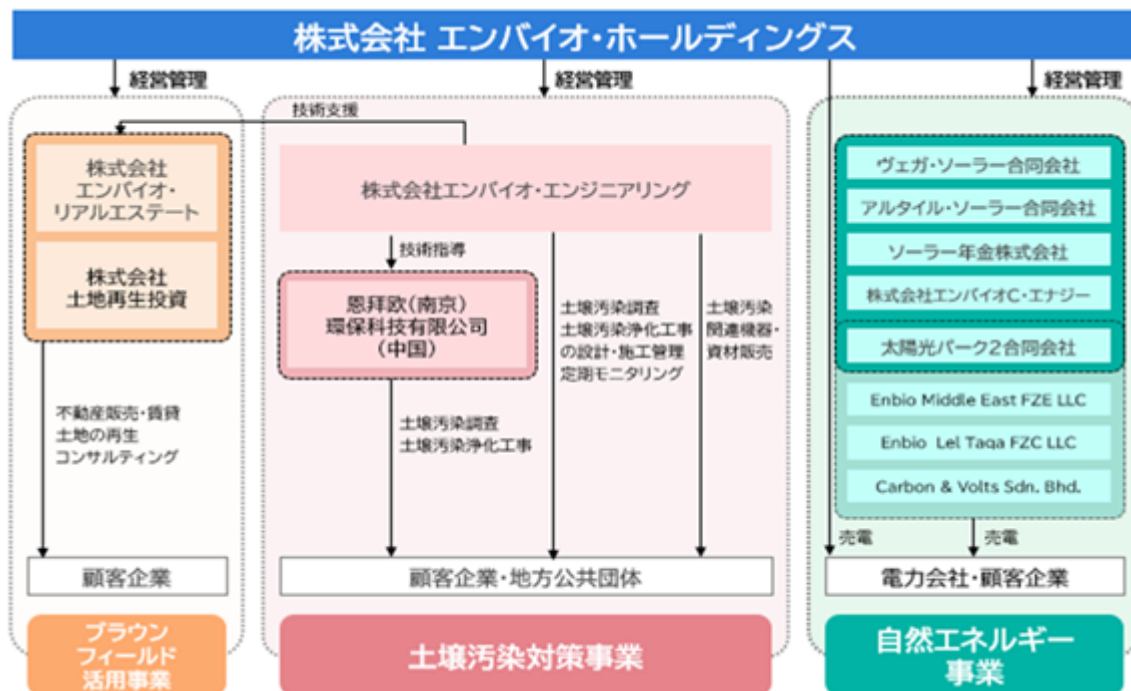 株式会社 エンバイオ・ホールディングス
経営管理
経営管理
経営管理
技術支援
株式会社
エンバイオ・
リアルエステート
株式会社
土地再生投資
不動産販売・賃貸
土地の再生
コンサルティング
顧客企業
ブラウン
フィールド
活用事業
株式会社エンバイオ・エンジニアリング
技術指導
恩拜欧(南京)
環保科技有限公司
(中国)
土壌汚染調査
土壌汚染浄化工事
土壌汚染調査
土壌汚染浄化工事
の設計・施工管理
定期モニタリング
土壌汚染
関連機器・
資材販売
顧客企業・地方公共団体
土壌汚染対策事業
ヴェガ・ソーラー合同会社
アルタイル・ソーラー合同会社
ソーラー年金株式会社
株式会社エンバイオC・エナジー
太陽光パーク2合同会社
Enbio Middle East FZE LLC
Enbio Lel Taqa FZC LLC
Carbon & Volts Sdn. Bhd.
売電
売電
電力会社・顧客企業
自然エネルギー
事業